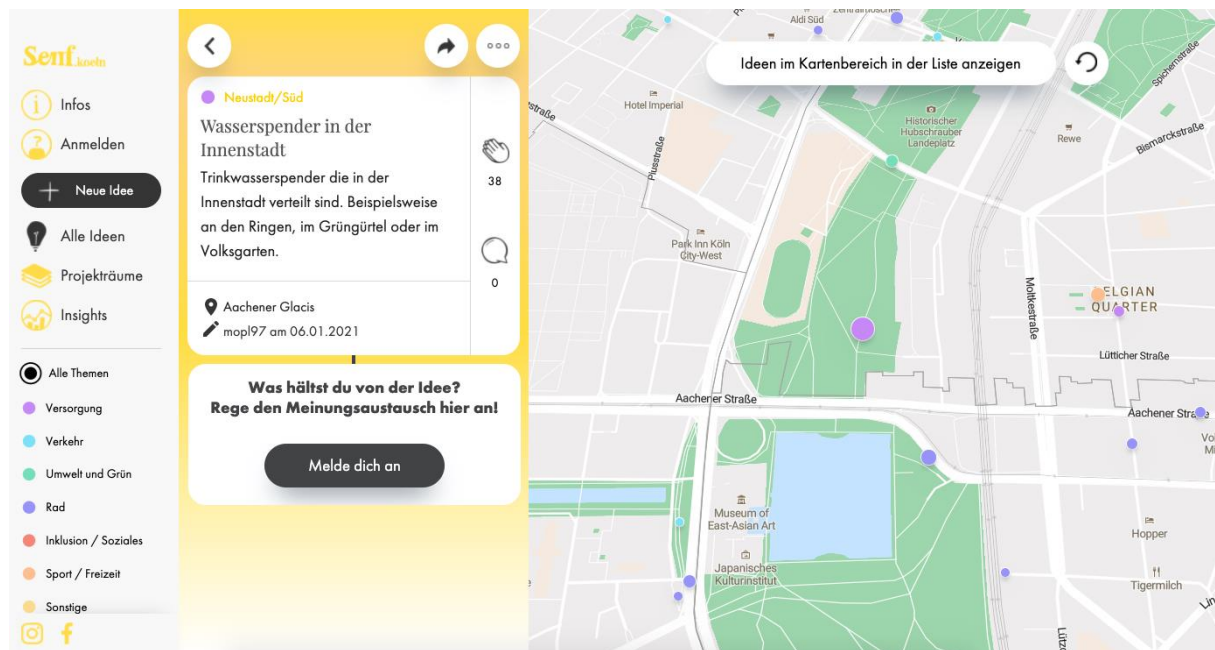 Senf.koeln
Infos
Anmelden
Neue Idee
Alle Ideen
Projekträume
Insights
Alle Themen
Versorgung
Verkehr
Umwelt und Grün
Rad
Inklusion / Soziales
Sport / Freizeit
Sonstige
Neustadt/Süd
Wasserspender in der
Innenstadt
Trinkwasserspender die in der
Innenstadt verteilt sind. Beispielsweise
an den Ringen, im Grüngürtel oder im
Volksgarten.
38
0
Aachener Glacis
mopl97 am 06.01.2021
Was hältst du von der Idee?
Rege den Meinungsaustausch hier an!
Melde dich an
Ideen im Kartenbereich in der Liste anzeigen
Aldi Süd
Hotel Imperial
Piusstraße
Historischer
Hubschrauber
Landeplatz
Rewe
Spichernstraße
Bismarckstraße
Park Inn Köln
City-West
Moltkestraße
BELGIAN
QUARTER
Lütticher Straße
Aachener Straße
Aachener Straße
Museum of
East-Asian Art
Japanisches
Kulturinstitut
Hopper
Tigermilch